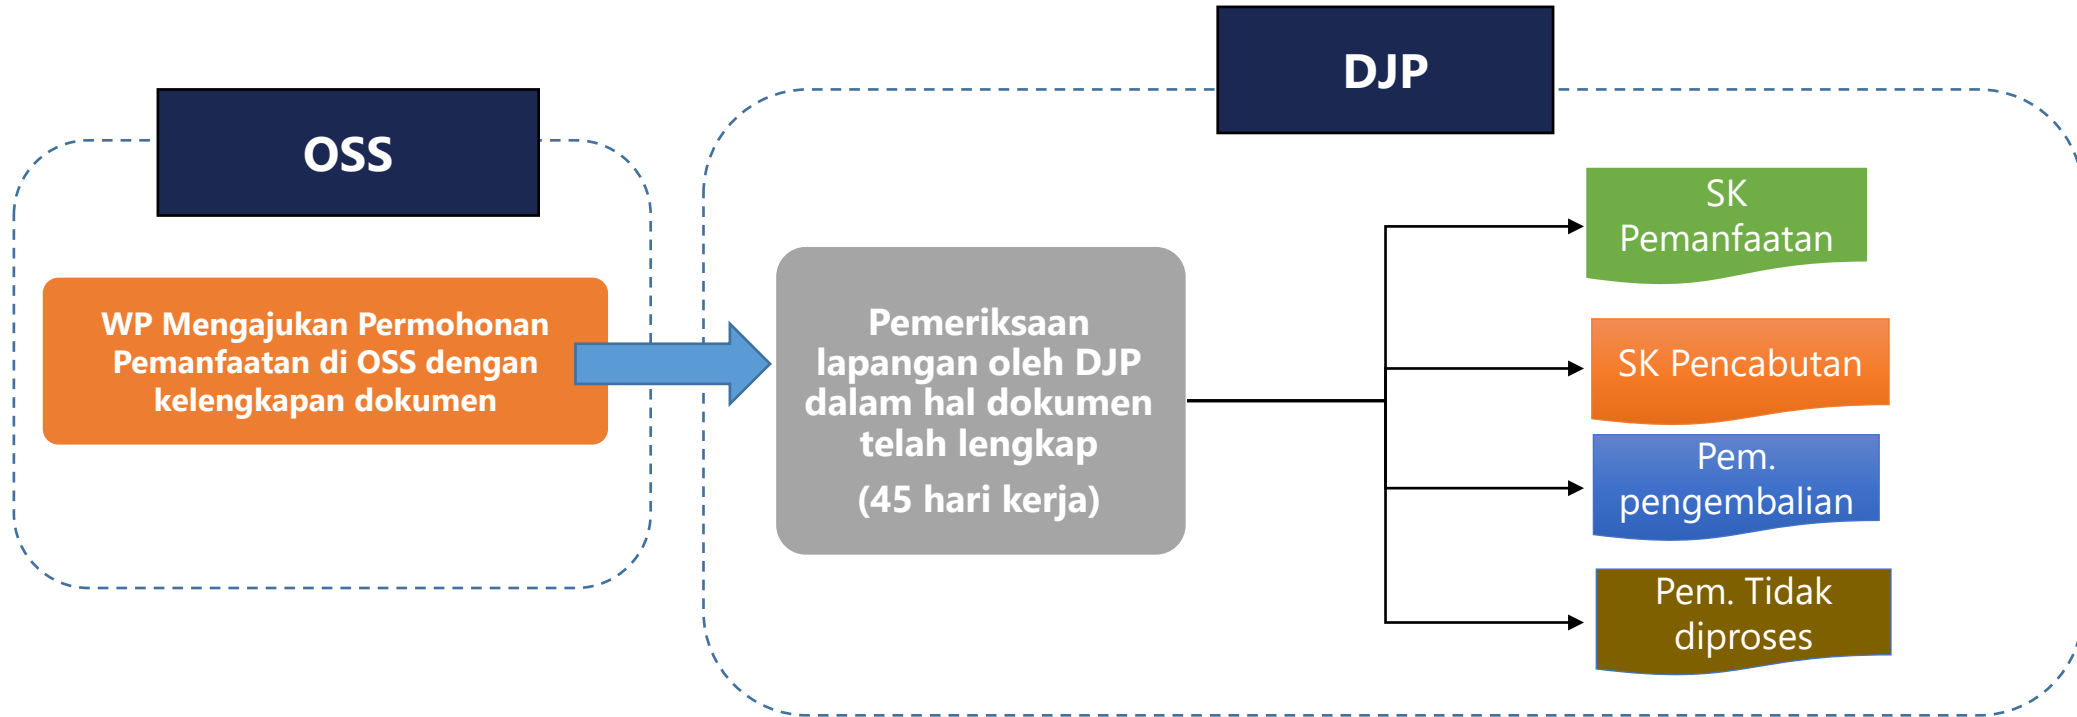 OSS
WP Mengajukan Permohonan
Pemanfaatan di OSS dengan
kelengkapan dokumen
DJP
Pemeriksaan
lapangan oleh DJP
dalam hal dokumen
telah lengkap
(45 hari kerja)
SK
Pemanfaatan
SK Pencabutan
Pem.
pengembalian
Pem. Tidak
diproses